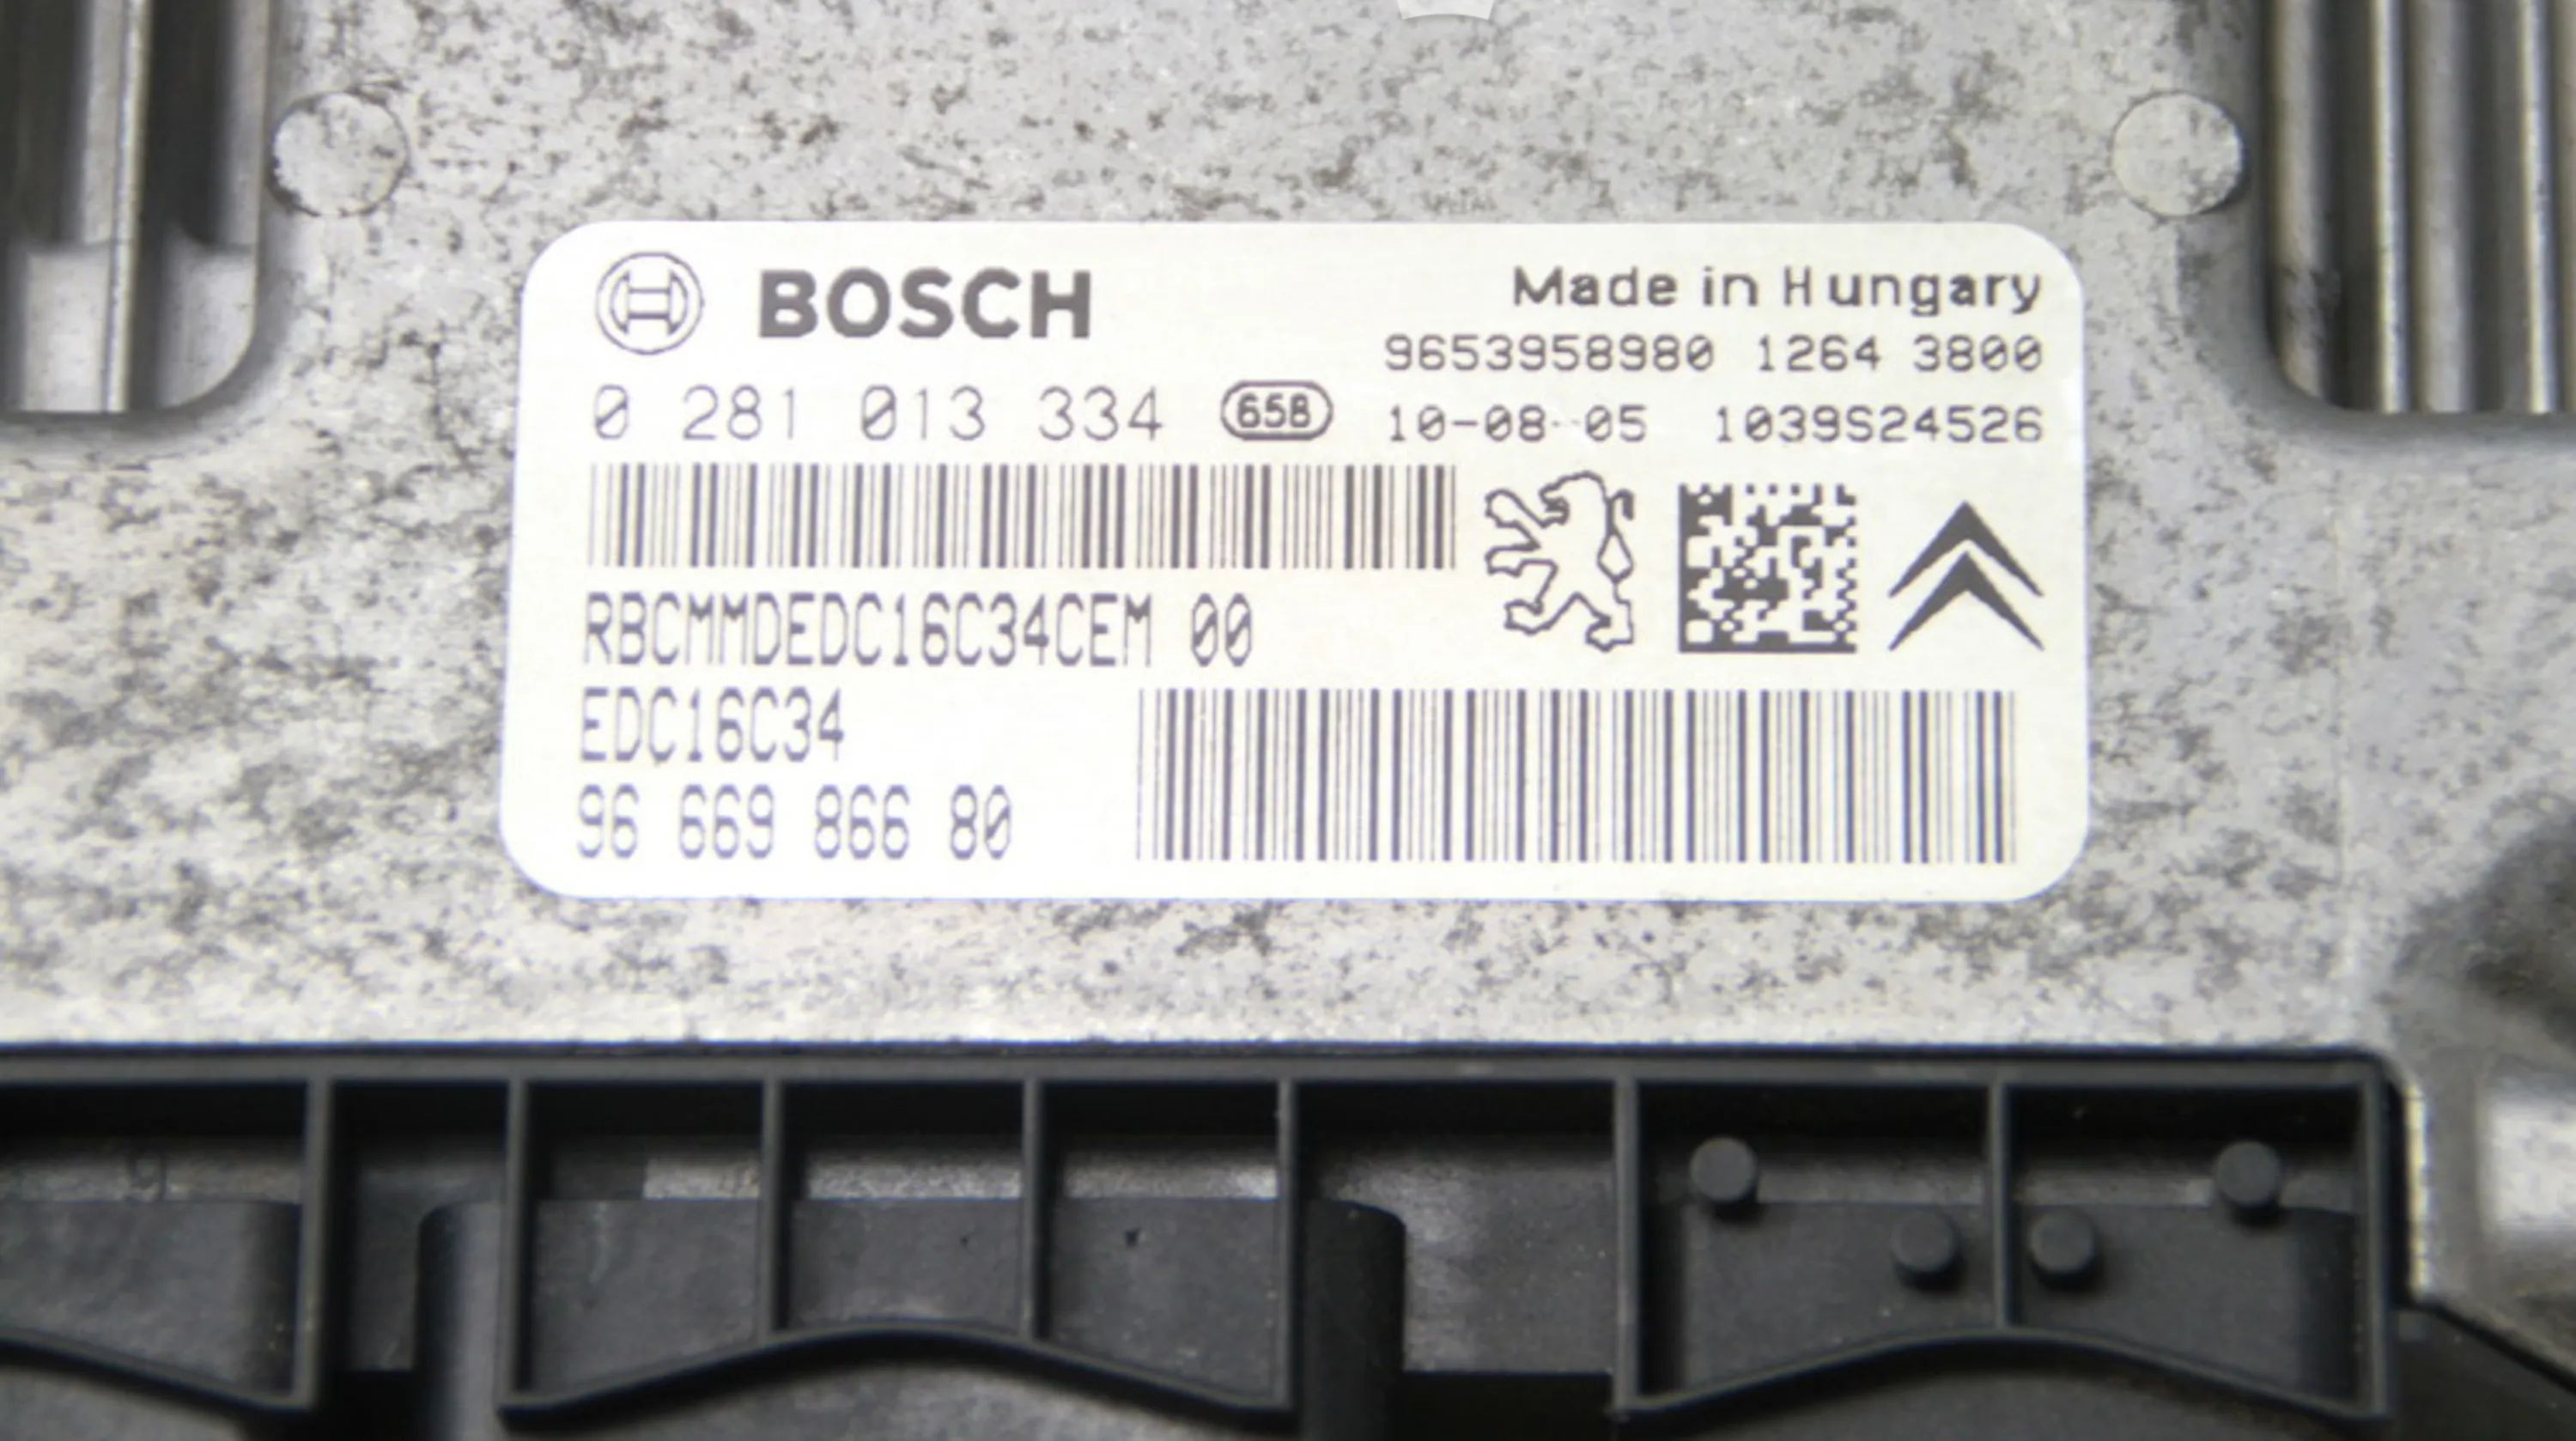 BOSCH
Made in Hungary
9653958980 1264 3800
0 281 013 334 658 10-08-05 1039S24526
RBCMMDEDC16C34CEM 00
EDC16C34
96 669 866 80